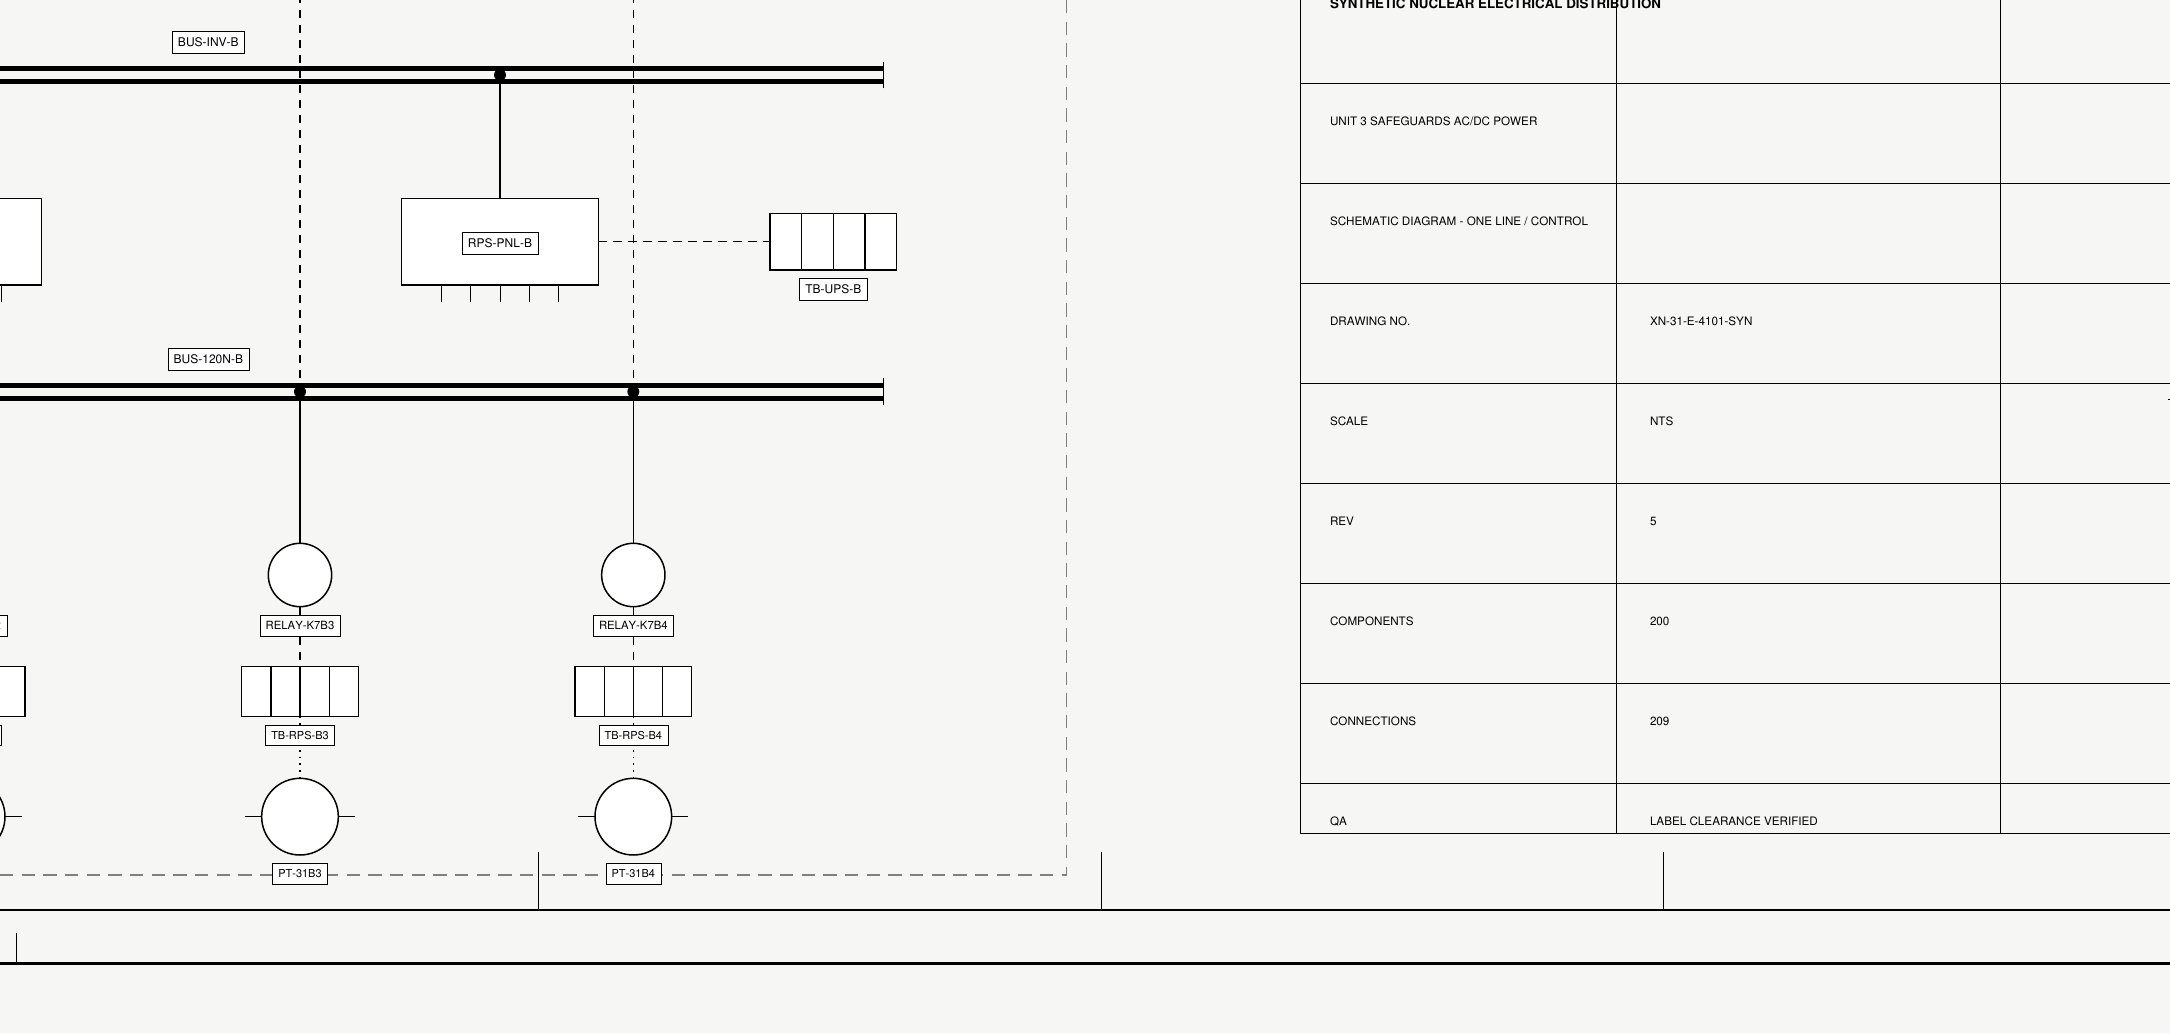 SYNTHETIC NUCLEAR ELECTRICAL DISTRIBUTION
BUS-INV-B
UNIT 3 SAFEGUARDS AC/DC POWER
SCHEMATIC DIAGRAM - ONE LINE / CONTROL
RPS-PNL-B
TB-UPS-B
DRAWING NO. XN-31-E-4101-SYN
BUS-120N-B
SCALE NTS
REV 5
RELAY-K7B3 RELAY-K7B4
COMPONENTS 200
TB-RPS-B3 TB-RPS-B4
CONNECTIONS 209
QA LABEL CLEARANCE VERIFIED
PT-31B3 PT-31B4